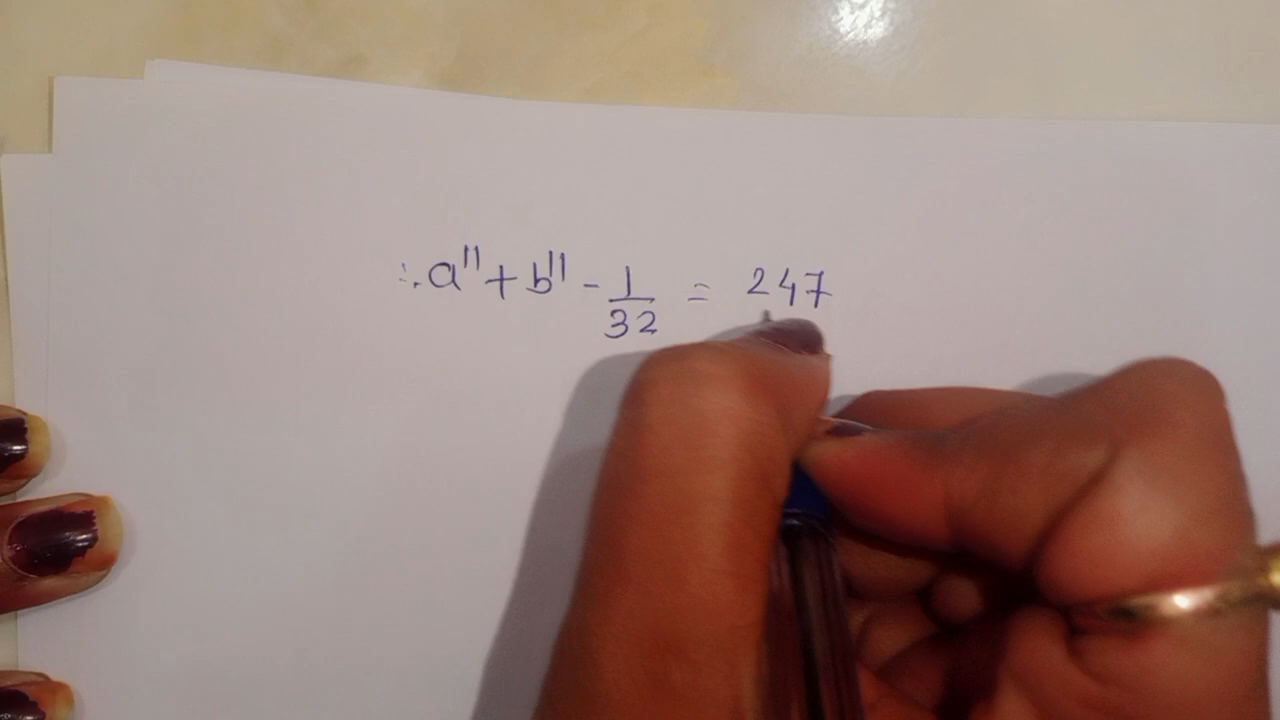 ∴ a¹¹ + b¹¹ - 1/32 = 247